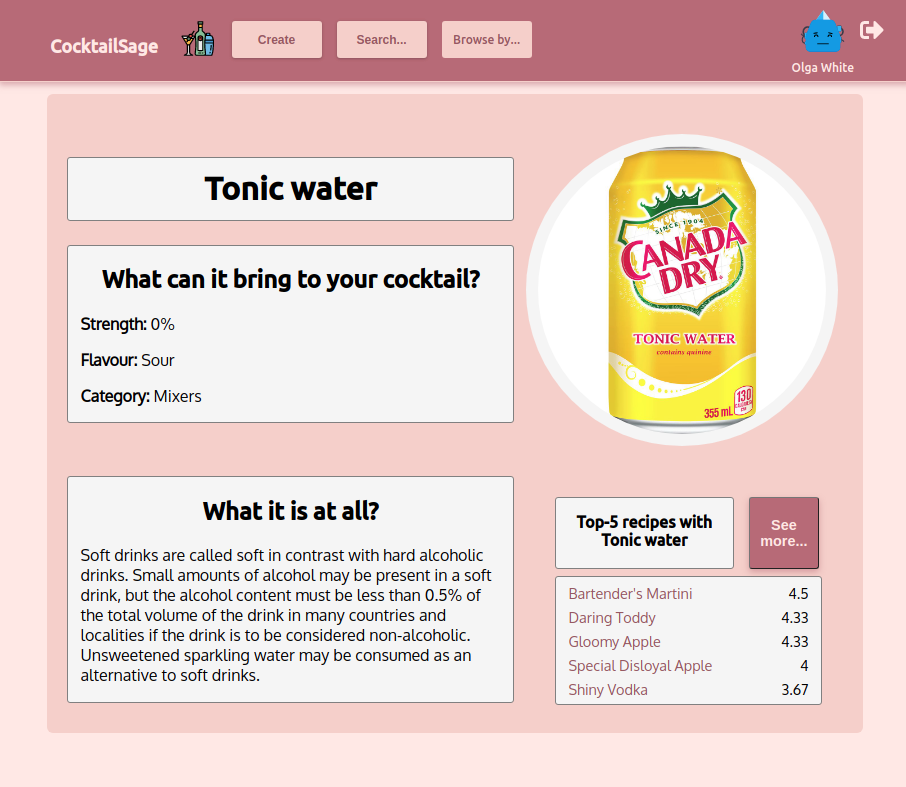 CocktailSage
Create
Search...
Browse by...
Olga White
Tonic water
What can it bring to your cocktail?
Strength: 0%
Flavour: Sour
Category: Mixers
SINCE 1904
CANADA
DRY
TONIC WATER
contains quinine
130
355 mL
What it is at all?
Soft drinks are called soft in contrast with hard alcoholic
drinks. Small amounts of alcohol may be present in a soft
drink, but the alcohol content must be less than 0.5% of
the total volume of the drink in many countries and
localities if the drink is to be considered non-alcoholic.
Unsweetened sparkling water may be consumed as an
alternative to soft drinks.
Top-5 recipes with
Tonic water
See
more...
Bartender's Martini 4.5
Daring Toddy 4.33
Gloomy Apple 4.33
Special Disloyal Apple 4
Shiny Vodka 3.67